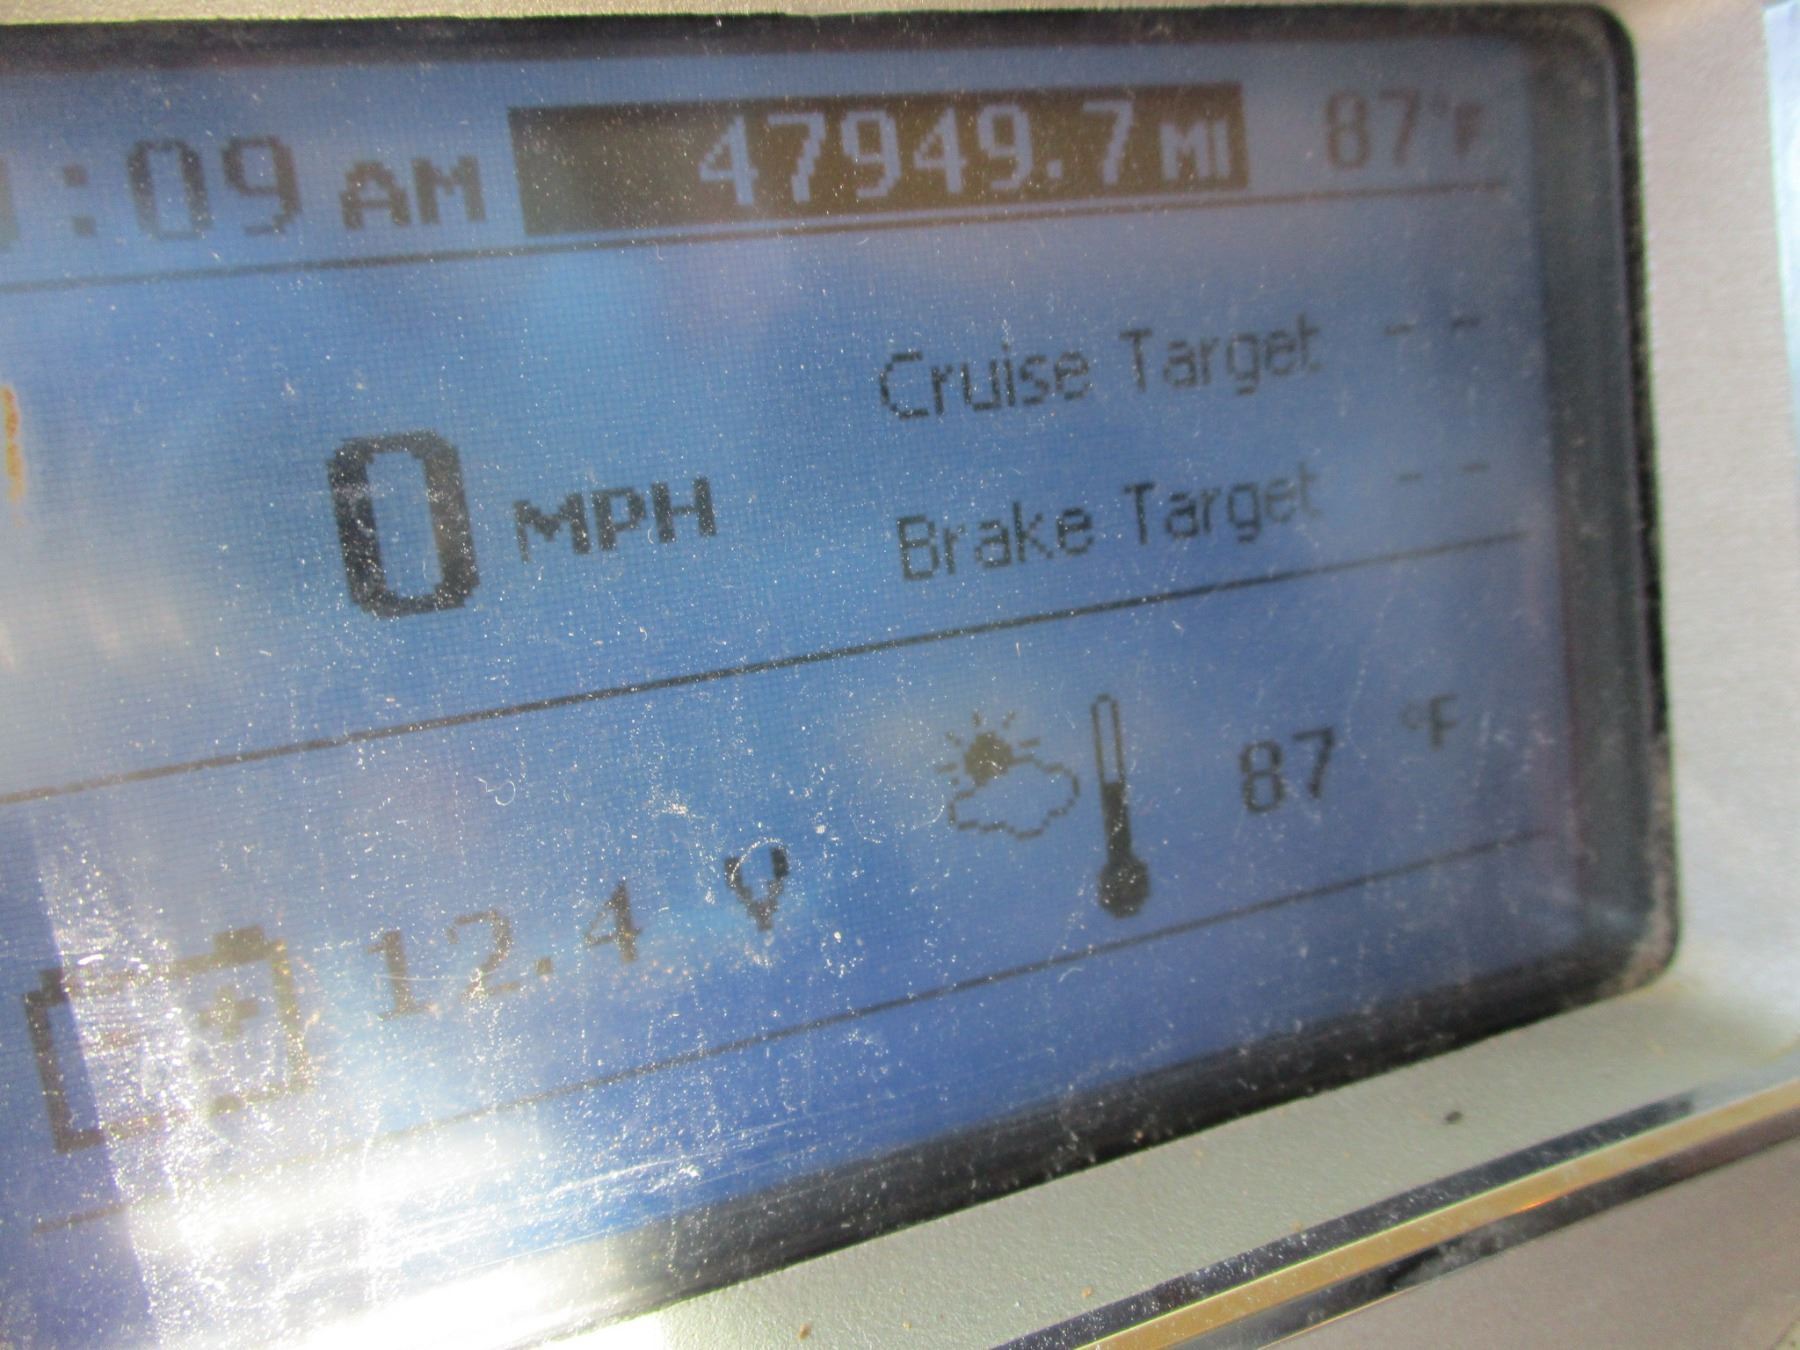 :09 AM 47949.7 MI 87°F
Cruise Target - -
0 MPH
Brake Target - -
87 °F
12.4 V